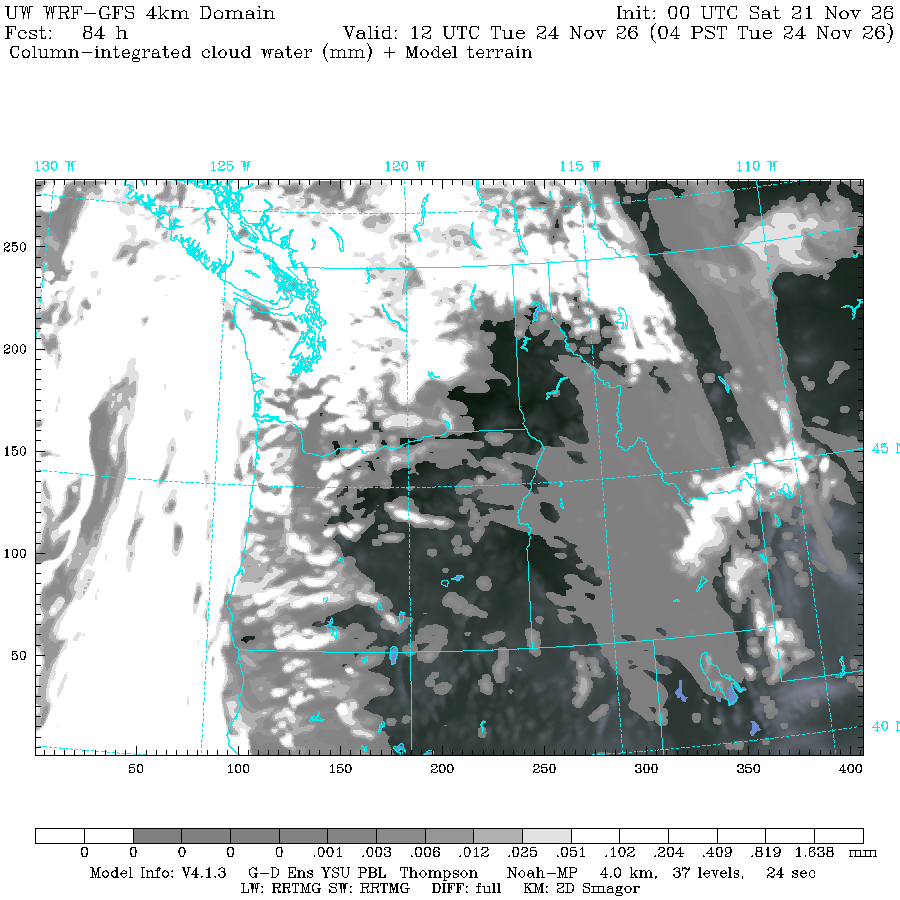 UW WRF-GFS 4km Domain Init: 00 UTC Sat 21 Nov 26
Fcst: 84 h Valid: 12 UTC Tue 24 Nov 26 (04 PST Tue 24 Nov 26)
Column-integrated cloud water (mm) + Model terrain
130 W 125 W 120 W 115 W 110 W
250
200
150
45 N
100
50
40 N
50 100 150 200 250 300 350 400
0 0 0 0 0 .001 .003 .006 .012 .025 .051 .102 .204 .409 .819 1.638 mm
Model Info: V4.1.3 G-D Ens YSU PBL Thompson Noah-MP 4.0 km, 37 levels, 24 sec
LW: RRTMG SW: RRTMG DIFF: full KM: 2D Smagor